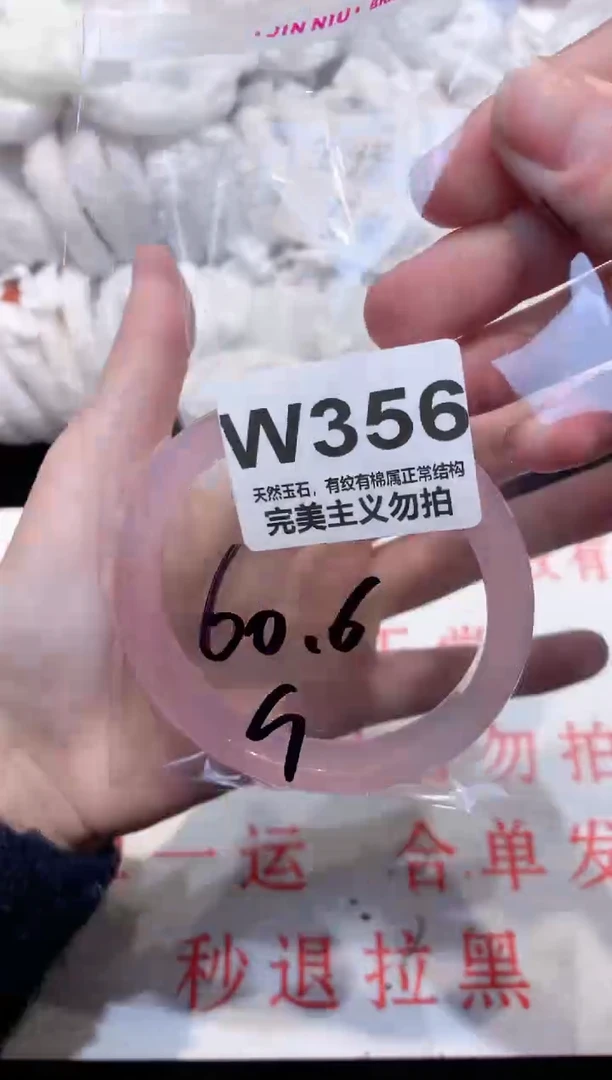 JIN NIU
W356
天然玉石，有纹有棉属正常结构
完美主义勿拍
60.6
9
勿拍
一运 合单发
秒退拉黑